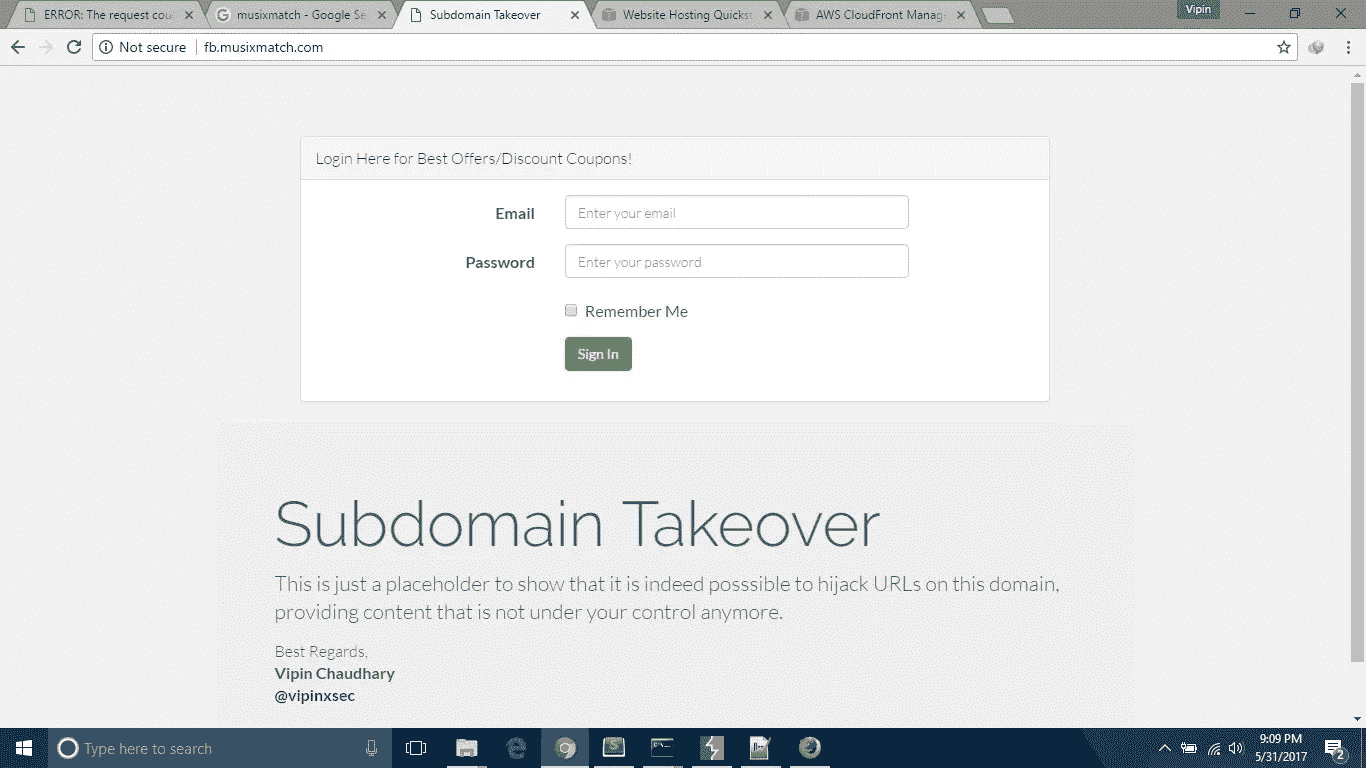 ERROR: The request cou
musixmatch - Google Se
Subdomain Takeover
Website Hosting Quickst
AWS CloudFront Manag
Vipin
Not secure
fb.musixmatch.com
Login Here for Best Offers/Discount Coupons!
Email
Enter your email
Password
Enter your password
Remember Me
Sign In
Subdomain Takeover
This is just a placeholder to show that it is indeed posssible to hijack URLs on this domain,
providing content that is not under your control anymore.
Best Regards,
Vipin Chaudhary
@vipinxsec
Type here to search
9:09 PM
5/31/2017
2